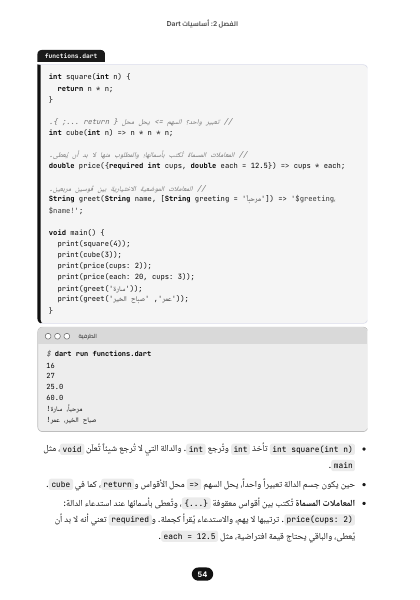 الفصل 2: أساسيات Dart
functions.dart
int square(int n) {
return n * n;
}
// تعبير واحد؟ السهم => يحل محل { return ...; }.
int cube(int n) => n * n * n;
// المعاملات المسماة تُكتب بأسمائها، والمطلوب منها لا بد أن يُعطى.
double price({required int cups, double each = 12.5}) => cups * each;
// المعاملات الموضعية الاختيارية بين قوسين مربعين.
String greet(String name, [String greeting = 'مرحباً']) => '$greeting،
$name!';
void main() {
print(square(4));
print(cube(3));
print(price(cups: 2));
print(price(each: 20, cups: 3));
print(greet('سارة'));
print(greet('عمر', 'صباح الخير'));
}
الطرفية
$ dart run functions.dart
16
27
25.0
60.0
مرحباً، سارة!
صباح الخير، عمر!
• int square(int n) تأخذ int وتُرجع int. والدالة التي لا تُرجع شيئاً تُعلَن void، مثل
main.
• حين يكون جسم الدالة تعبيراً واحداً، يحل السهم => محل الأقواس و return، كما في cube.
• المعاملات المسماة تُكتب بين أقواس معقوفة {...}، وتُعطى بأسمائها عند استدعاء الدالة:
price(cups: 2). ترتيبها لا يهم، والاستدعاء يُقرأ كجملة. و required تعني أنه لا بد أن
يُعطى، والباقي يحتاج قيمة افتراضية، مثل each = 12.5.
54